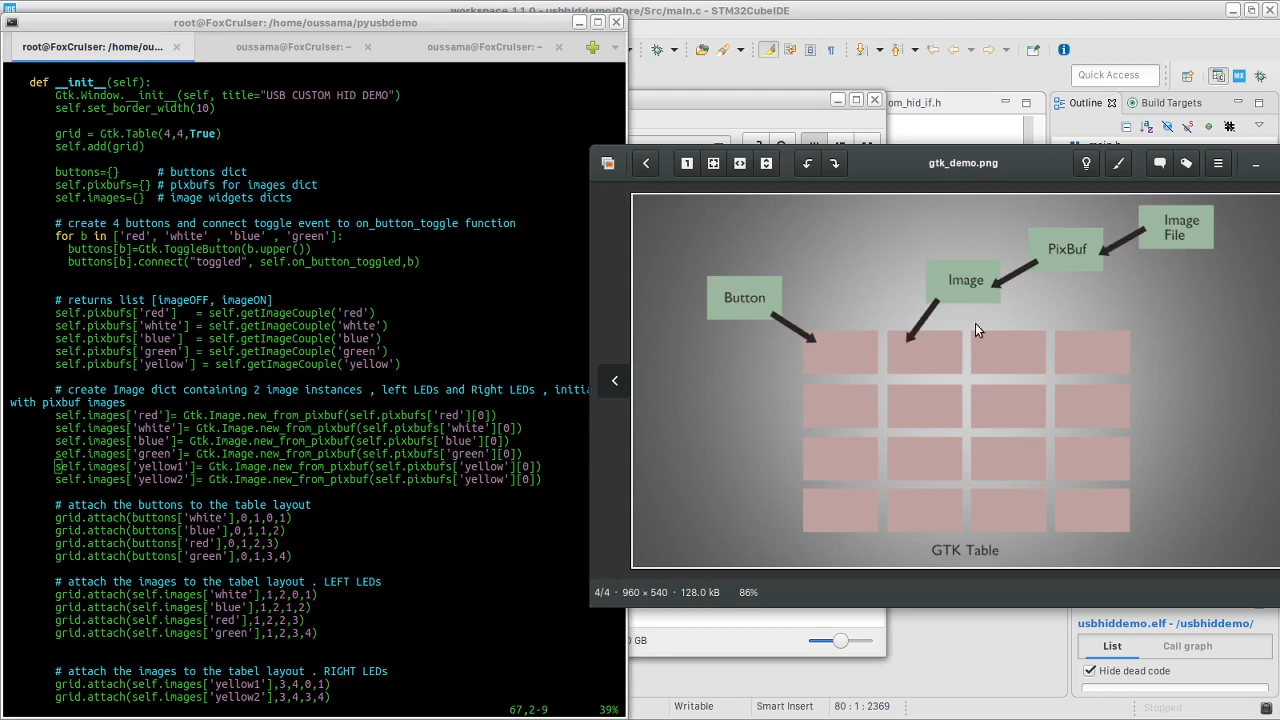 workspace_1.1.0 - usbhiddemo/Core/Src/main.c - STM32CubeIDE
root@FoxCrulser: /home/oussama/pyusbdemo
root@FoxCrulser: /home/ou...
oussama@FoxCruiser: ~
oussama@FoxCruiser: ~
Quick Access
MX
om_hid_if.h
Outline
Build Targets
def __init__(self):
Gtk.Window.__init__(self, title="USB CUSTOM HID DEMO")
self.set_border_width(10)
grid = Gtk.Table(4,4,True)
self.add(grid)
buttons={} # buttons dict
self.pixbufs={} # pixbufs for images dict
self.images={} # image widgets dicts
# create 4 buttons and connect toggle event to on_button_toggle function
for b in ['red', 'white' , 'blue' , 'green']:
buttons[b]=Gtk.ToggleButton(b.upper())
buttons[b].connect("toggled", self.on_button_toggled,b)
# returns list [imageOFF, imageON]
self.pixbufs['red'] = self.getImageCouple('red')
self.pixbufs['white'] = self.getImageCouple('white')
self.pixbufs['blue'] = self.getImageCouple('blue')
self.pixbufs['green'] = self.getImageCouple('green')
self.pixbufs['yellow'] = self.getImageCouple('yellow')
# create Image dict containing 2 image instances , left LEDs and Right LEDs , initia
with pixbuf images
self.images['red']= Gtk.Image.new_from_pixbuf(self.pixbufs['red'][0])
self.images['white']= Gtk.Image.new_from_pixbuf(self.pixbufs['white'][0])
self.images['blue']= Gtk.Image.new_from_pixbuf(self.pixbufs['blue'][0])
self.images['green']= Gtk.Image.new_from_pixbuf(self.pixbufs['green'][0])
self.images['yellow1']= Gtk.Image.new_from_pixbuf(self.pixbufs['yellow'][0])
self.images['yellow2']= Gtk.Image.new_from_pixbuf(self.pixbufs['yellow'][0])
# attach the buttons to the table layout
grid.attach(buttons['white'],0,1,0,1)
grid.attach(buttons['blue'],0,1,1,2)
grid.attach(buttons['red'],0,1,2,3)
grid.attach(buttons['green'],0,1,3,4)
# attach the images to the tabel layout . LEFT LEDs
grid.attach(self.images['white'],1,2,0,1)
grid.attach(self.images['blue'],1,2,1,2)
grid.attach(self.images['red'],1,2,2,3)
grid.attach(self.images['green'],1,2,3,4)
# attach the images to the tabel layout . RIGHT LEDs
grid.attach(self.images['yellow1'],3,4,0,1)
grid.attach(self.images['yellow2'],3,4,3,4)
67,2-9 39%
gtk_demo.png
Image
File
PixBuf
Image
Button
GTK Table
4/4 · 960 × 540 · 128.0 kB 86%
0 GB
usbhiddemo.elf - /usbhiddemo/
List
Call graph
Hide dead code
Writable
Smart Insert
80 : 1 : 2369
Stopped